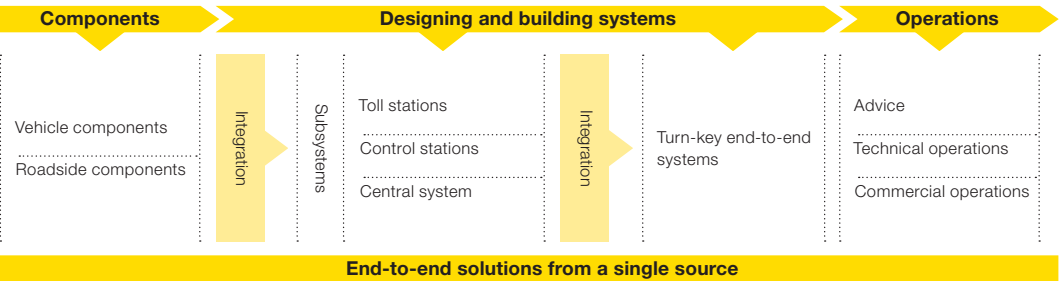 Components
Designing and building systems
Operations
Vehicle components
Roadside components
Integration
Subsystems
Toll stations
Control stations
Central system
Integration
Turn-key end-to-end
systems
Advice
Technical operations
Commercial operations
End-to-end solutions from a single source